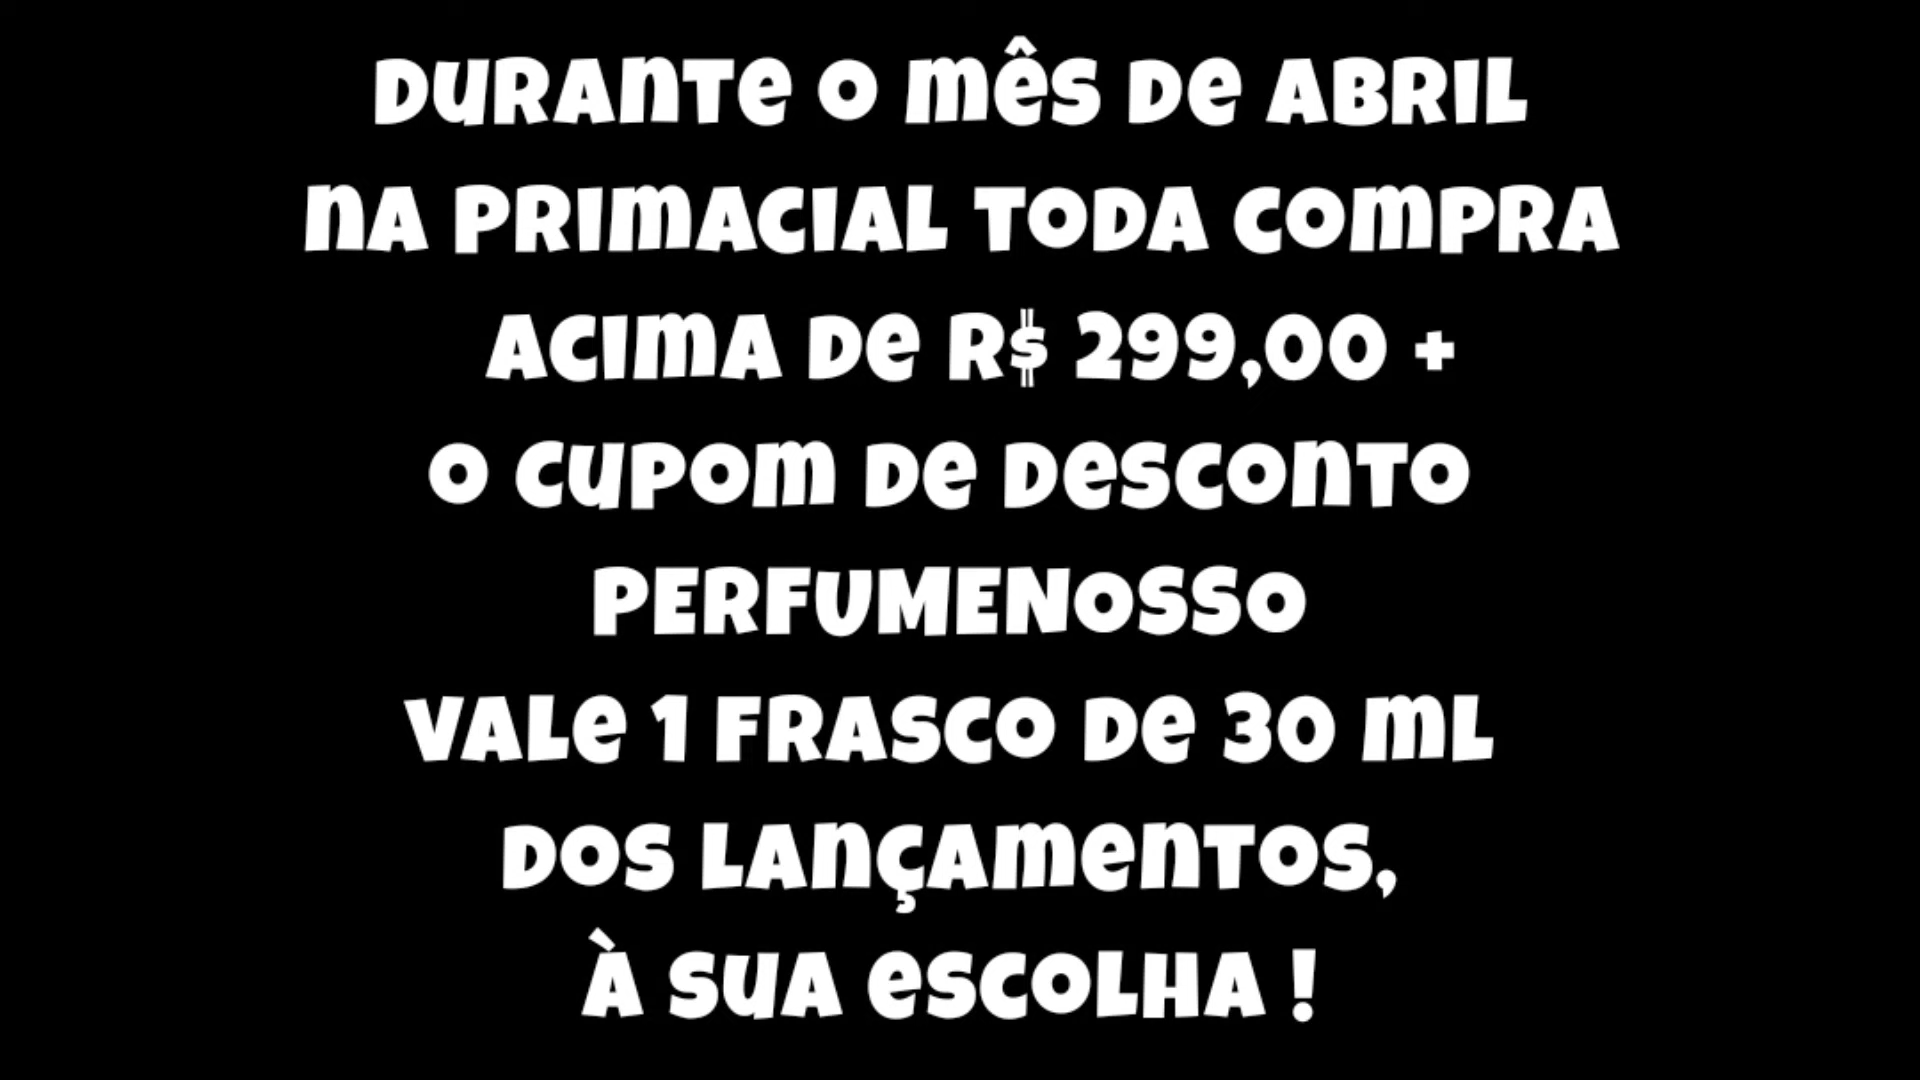 DURANTE O MÊS DE ABRIL
NA PRIMACIAL TODA COMPRA
ACIMA DE R$ 299,00 +
O CUPOM DE DESCONTO
PERFUMENOSSO
VALE 1 FRASCO DE 30 ML
DOS LANÇAMENTOS,
À SUA ESCOLHA !